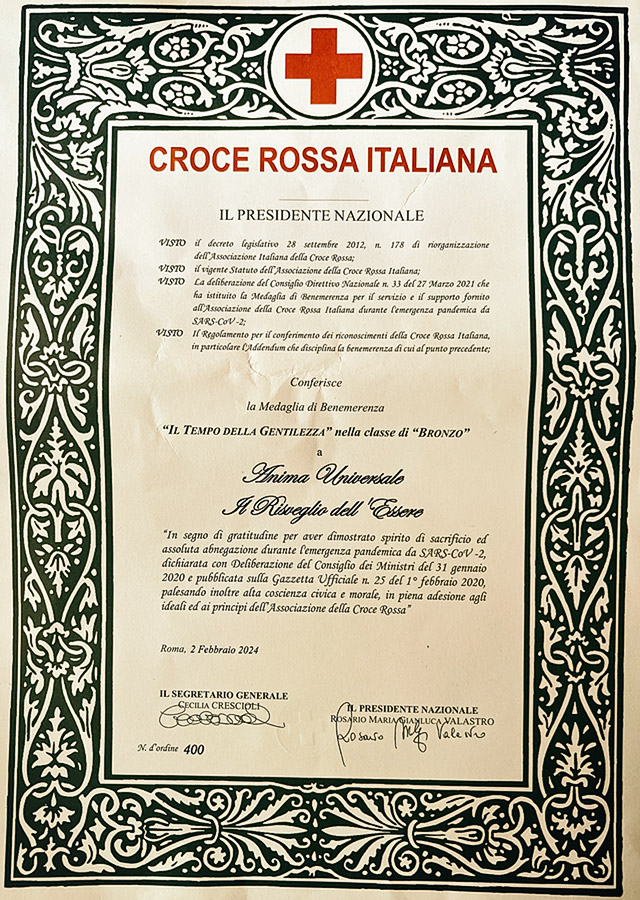 CROCE ROSSA ITALIANA
IL PRESIDENTE NAZIONALE
VISTO il decreto legislativo 28 settembre 2012, n. 178 di riorganizzazione
dell'Associazione Italiana della Croce Rossa;
VISTO il vigente Statuto dell'Associazione della Croce Rossa Italiana;
VISTO La deliberazione del Consiglio Direttivo Nazionale n. 33 del 27 Marzo 2021 che
ha istituito la Medaglia di Benemerenza per il servizio e il supporto fornito
all'Associazione della Croce Rossa Italiana durante l'emergenza pandemica da
SARS-CoV-2;
VISTO Il Regolamento per il conferimento dei riconoscimenti della Croce Rossa Italiana,
in particolare l'Addendum che disciplina la benemerenza di cui al punto precedente;
Conferisce
la Medaglia di Benemerenza
“IL TEMPO DELLA GENTILEZZA” nella classe di “BRONZO”
a
Anima Universale
Il Risveglio dell'Essere
“In segno di gratitudine per aver dimostrato spirito di sacrificio ed
assoluta abnegazione durante l'emergenza pandemica da SARS-CoV-2,
dichiarata con Deliberazione del Consiglio dei Ministri del 31 gennaio
2020 e pubblicata sulla Gazzetta Ufficiale n. 25 del 1° febbraio 2020,
palesando inoltre alta coscienza civica e morale, in piena adesione agli
ideali ed ai principi dell'Associazione della Croce Rossa”
Roma, 2 Febbraio 2024
IL SEGRETARIO GENERALE
CECILIA CRESCIOLI
IL PRESIDENTE NAZIONALE
ROSARIO MARIA GIANLUCA VALASTRO
Rosario Valastro
N. d'ordine 400